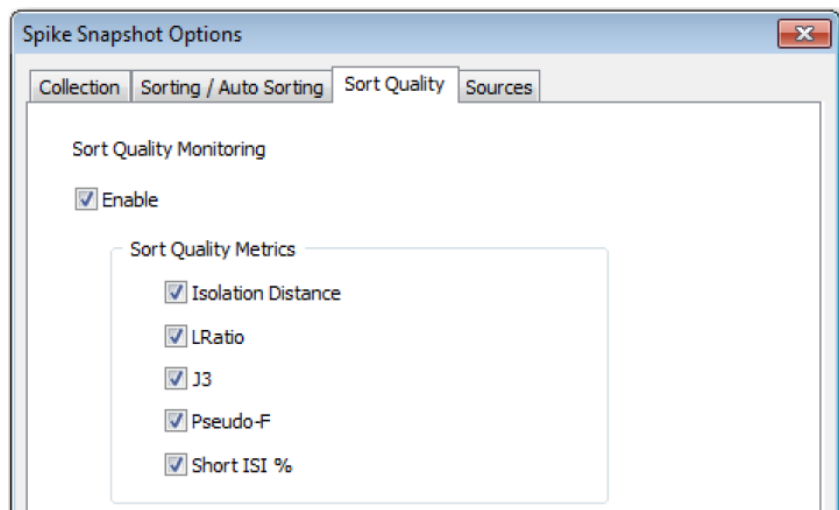 Spike Snapshot Options
Collection Sorting / Auto Sorting Sort Quality Sources
Sort Quality Monitoring
Enable
Sort Quality Metrics
Isolation Distance
LRatio
J3
Pseudo-F
Short ISI %